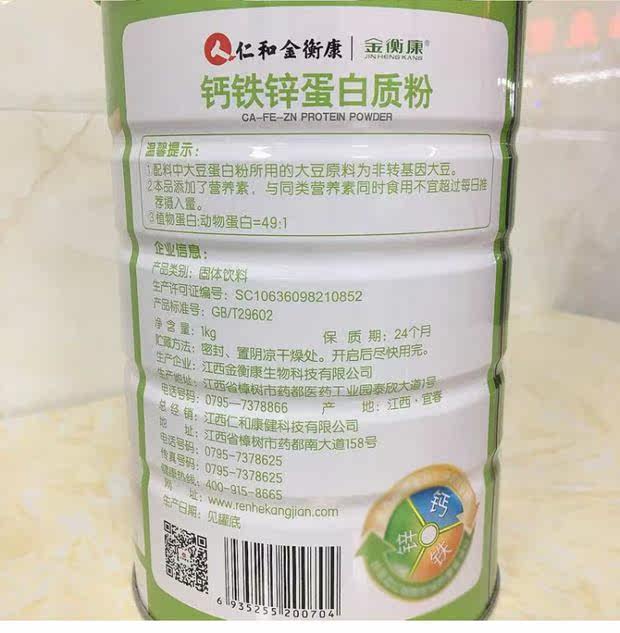 仁和金衡康 | 金衡康®
JIN HENG KANG
钙铁锌蛋白质粉
CA-FE-ZN PROTEIN POWDER
温馨提示：
①配料中大豆蛋白粉所用的大豆原料为非转基因大豆。
②本品添加了营养素，与同类营养素同时食用不宜超过每日推
荐摄入量。
③植物蛋白:动物蛋白=49:1
企业信息：
产品类别：固体饮料
生产许可证编号：SC10636098210852
产品标准号：GB/T29602
净含量：1kg 保质期：24个月
贮藏方法：密封、置阴凉干燥处。开启后尽快用完。
生产企业：江西金衡康生物科技有限公司
生产地址：江西省樟树市药都医药工业园泰欣大道1号
电话号码：0795-7378866 产地：江西·宜春
总经销：江西仁和康健科技有限公司
地址：江西省樟树市药都南大道158号
电话号码：0795-7378625
传真号码：0795-7378625
健康热线：400-915-8665
网址：www.renhekangjian.com
生产日期：见罐底
钙
锌
铁
6 935255 200704